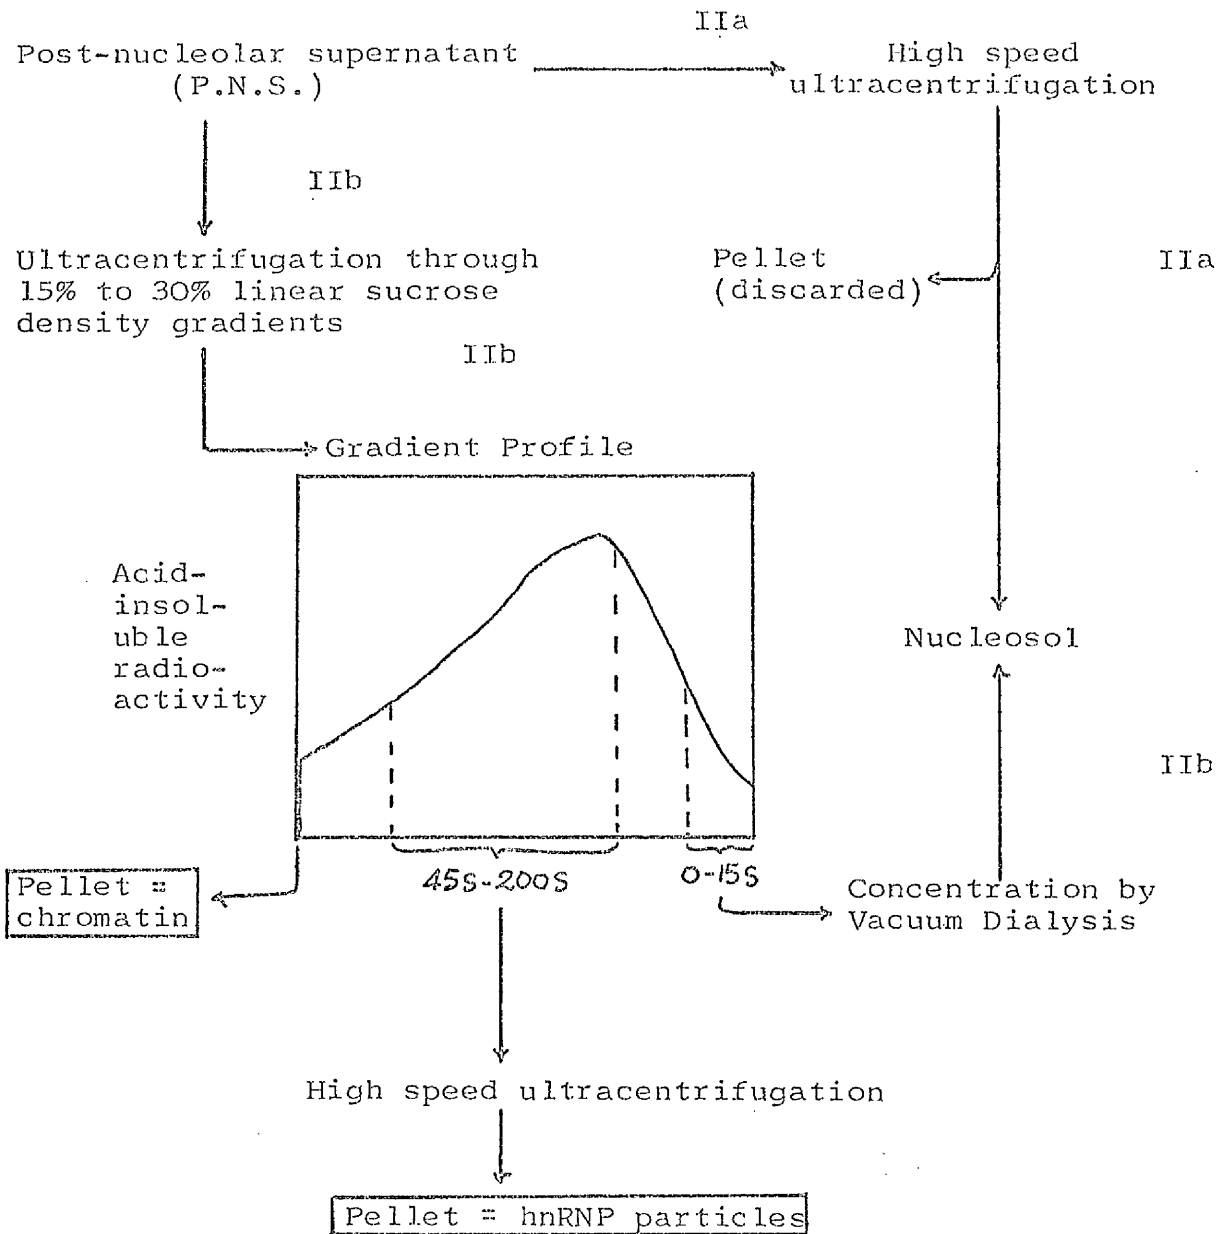 IIa
Post-nucleolar supernatant
(P.N.S.)
High speed
ultracentrifugation
IIb
Ultracentrifugation through
15% to 30% linear sucrose
density gradients
Pellet
(discarded)
IIa
IIb
Gradient Profile
Acid-
insol-
uble
radio-
activity
Nucleosol
IIb
45S-200S
0-15S
Pellet =
chromatin
Concentration by
Vacuum Dialysis
High speed ultracentrifugation
Pellet = hnRNP particles